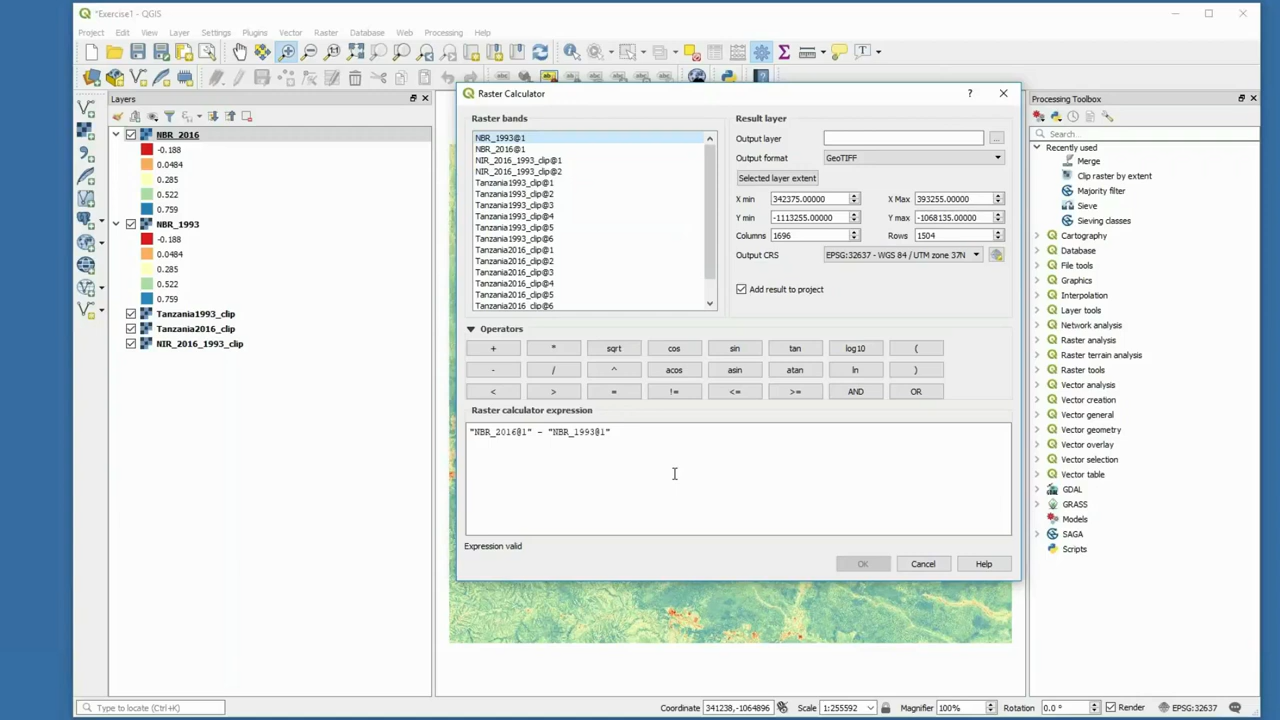 *Exercise1 - QGIS
Project Edit View Layer Settings Plugins Vector Raster Database Web Processing Help
Layers
NBR_2016
-0.188
0.0484
0.285
0.522
0.759
NBR_1993
-0.188
0.0484
0.285
0.522
0.759
Tanzania1993_clip
Tanzania2016_clip
NIR_2016_1993_clip
Raster Calculator
Raster bands
NBR_1993@1
NBR_2016@1
NIR_2016_1993_clip@1
NIR_2016_1993_clip@2
Tanzania1993_clip@1
Tanzania1993_clip@2
Tanzania1993_clip@3
Tanzania1993_clip@4
Tanzania1993_clip@5
Tanzania1993_clip@6
Tanzania2016_clip@1
Tanzania2016_clip@2
Tanzania2016_clip@3
Tanzania2016_clip@4
Tanzania2016_clip@5
Tanzania2016_clip@6
Result layer
Output layer ...
Output format GeoTIFF
Selected layer extent
X min 342375.00000 X Max 393255.00000
Y min -1113255.00000 Y max -1068135.00000
Columns 1696 Rows 1504
Output CRS EPSG:32637 - WGS 84 / UTM zone 37N
Add result to project
Operators
+ * sqrt cos sin tan log10 (
- / ^ acos asin atan ln )
< > = != <= >= AND OR
Raster calculator expression
"NBR_2016@1" - "NBR_1993@1"
Expression valid
OK Cancel Help
Processing Toolbox
Search...
Recently used
Merge
Clip raster by extent
Majority filter
Sieve
Sieving classes
Cartography
Database
File tools
Graphics
Interpolation
Layer tools
Network analysis
Raster analysis
Raster terrain analysis
Raster tools
Vector analysis
Vector creation
Vector general
Vector geometry
Vector overlay
Vector selection
Vector table
GDAL
GRASS
Models
SAGA
Scripts
Type to locate (Ctrl+K) Coordinate 341238,-1064896 Scale 1:255592 Magnifier 100% Rotation 0.0 ° Render EPSG:32637